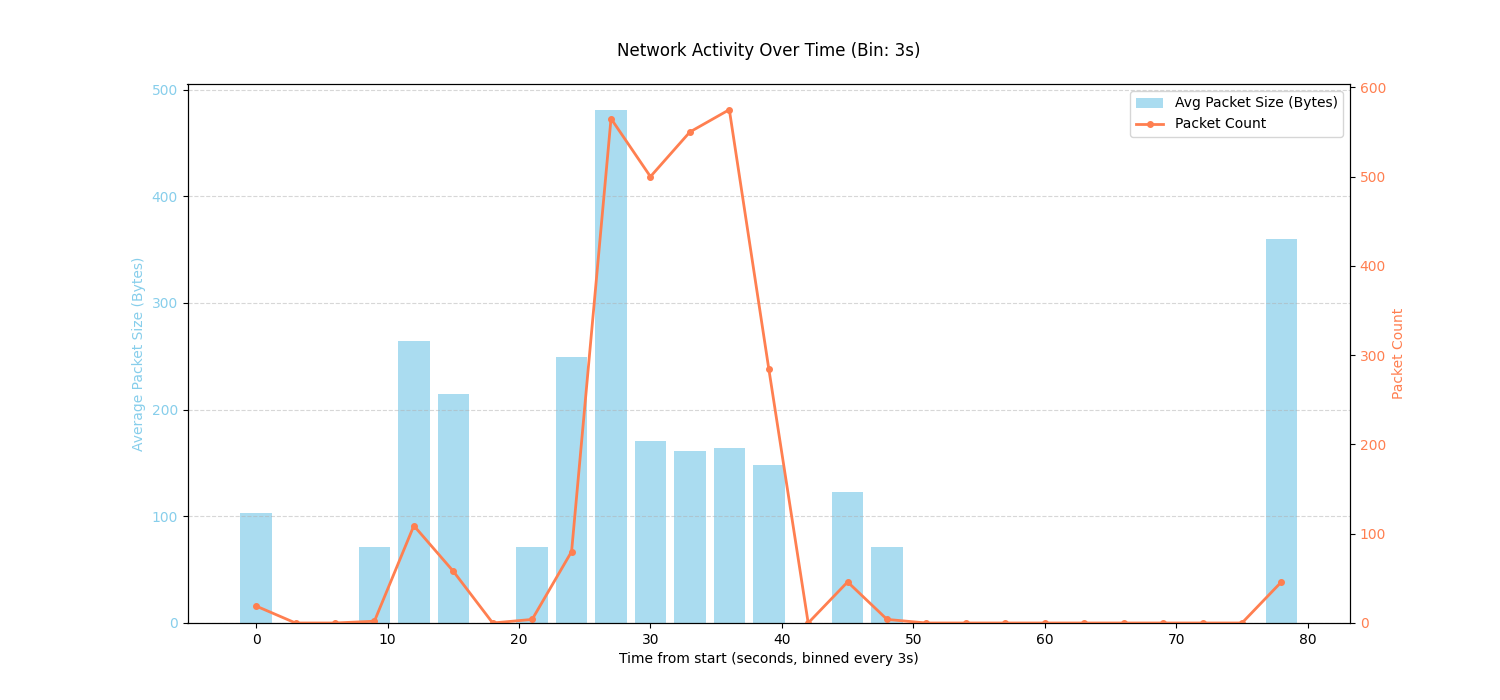 Network Activity Over Time (Bin: 3s)
Avg Packet Size (Bytes)
Packet Count
Average Packet Size (Bytes)
500
400
300
200
100
0
600
500
400
300
200
100
0
Packet Count
0 10 20 30 40 50 60 70 80
Time from start (seconds, binned every 3s)